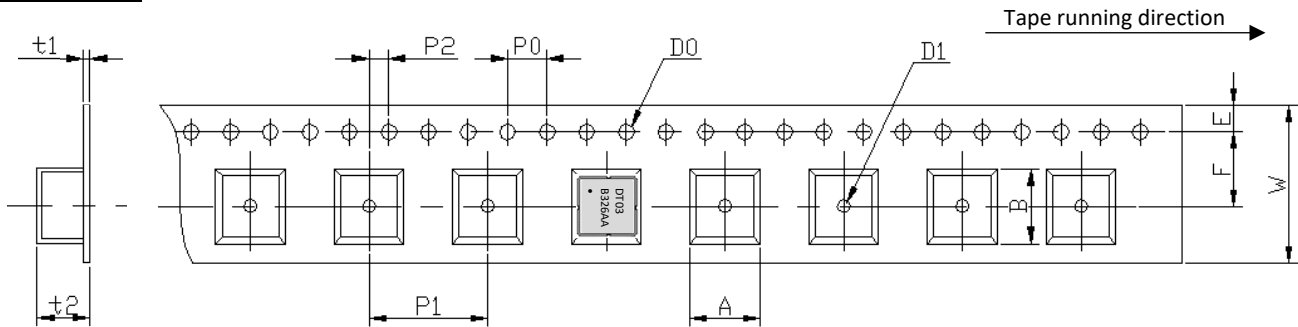 Tape running direction
t1
P2
P0
D0
D1
E
F
W
B
DT03
B326AA
t2
P1
A